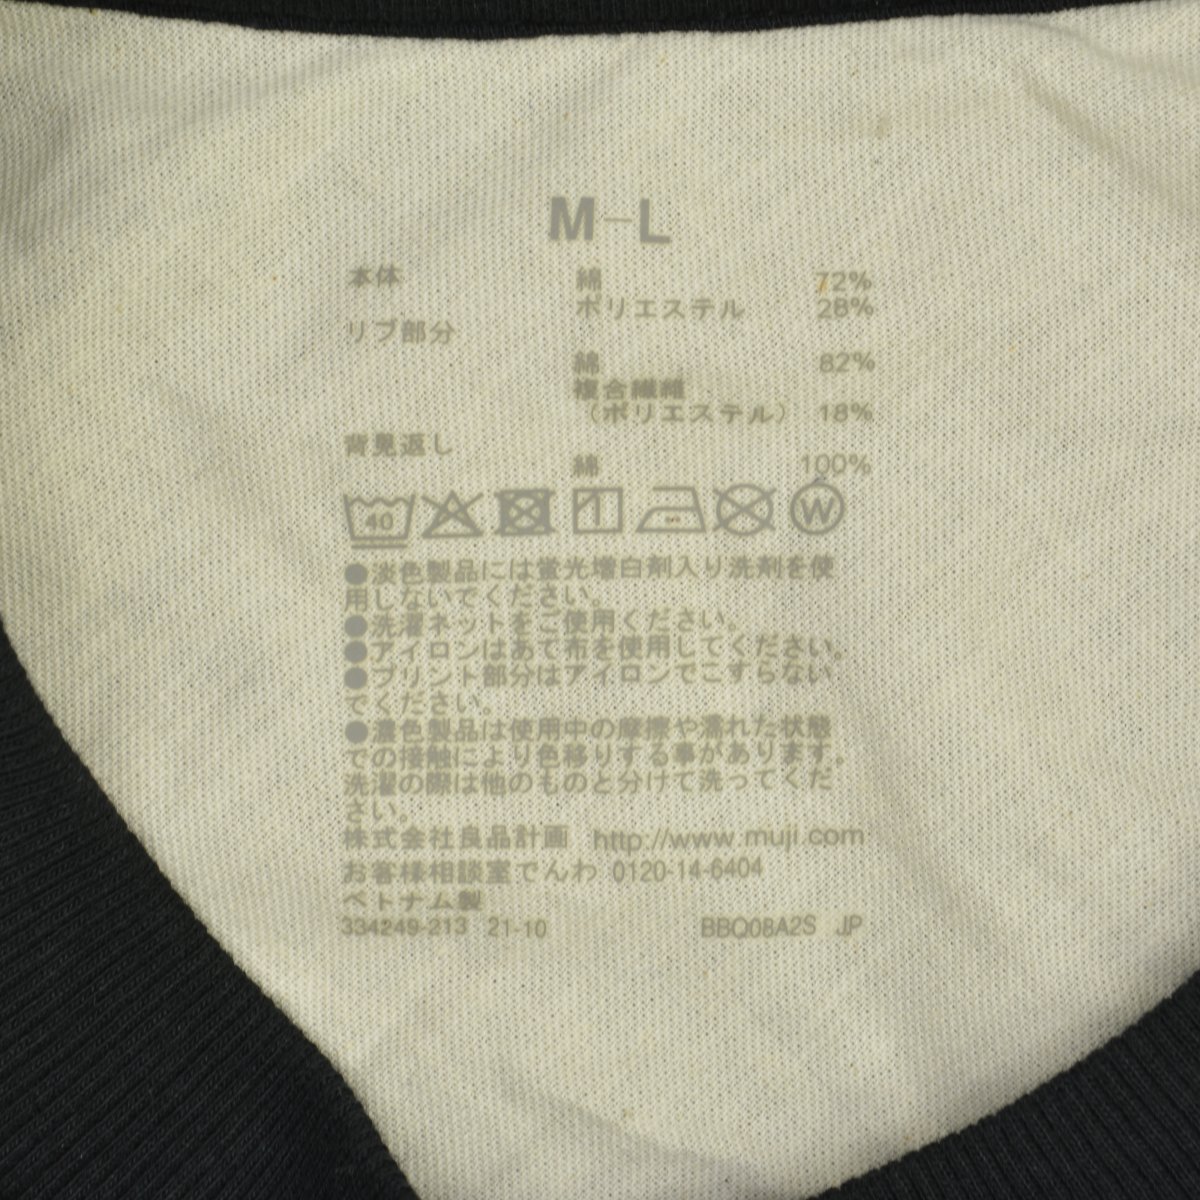 M-L
本体 綿 72%
ポリエステル 28%
リブ部分
綿 82%
複合繊維
（ポリエステル） 18%
背見返し
綿 100%
40 W
●淡色製品には蛍光増白剤入り洗剤を使
用しないでください。
●洗濯ネットをご使用ください。
●アイロンはあて布を使用してください。
●プリント部分はアイロンでこすらない
でください。
●濃色製品は使用中の摩擦や濡れた状態
での接触により色移りする事があります。
洗濯の際は他のものと分けて洗ってくだ
さい。
株式会社良品計画 http://www.muji.com
お客様相談室でんわ 0120-14-6404
ベトナム製
334249-213 21-10 BBQ08A2S JP